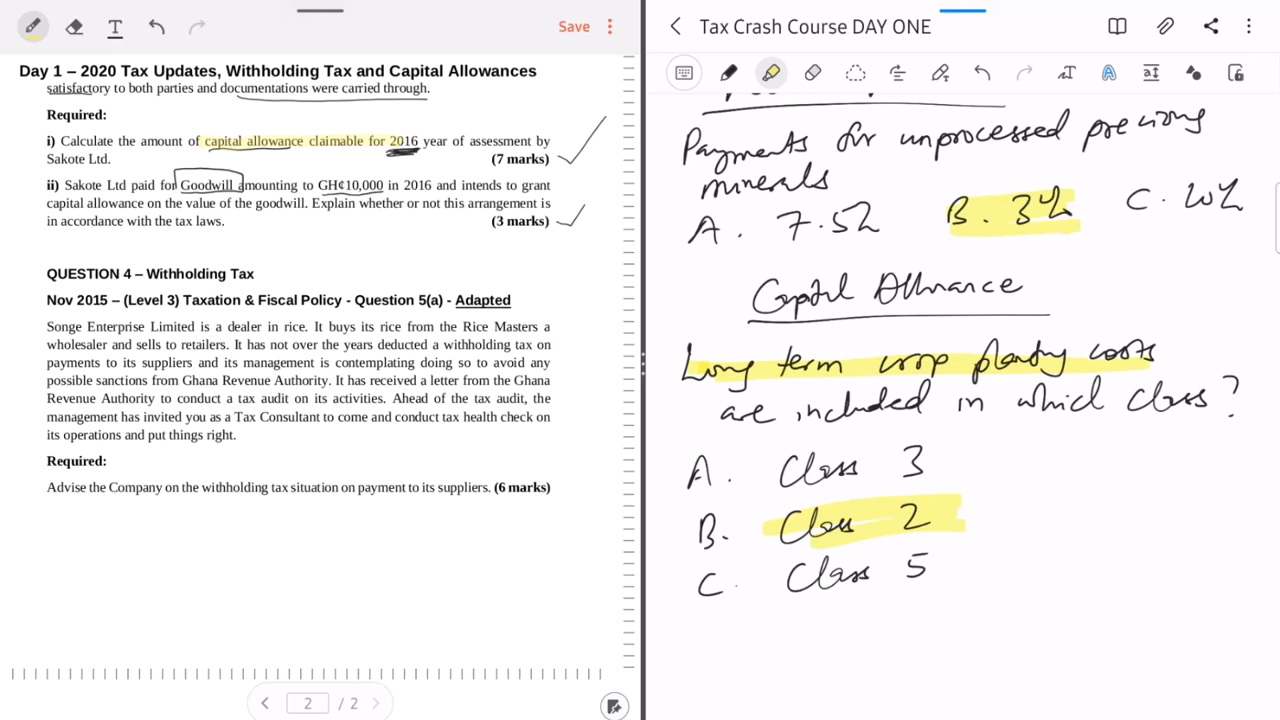 Save
Day 1 – 2020 Tax Updates, Withholding Tax and Capital Allowances
satisfactory to both parties and documentations were carried through.
Required:
i) Calculate the amount of capital allowance claimable for 2016 year of assessment by
Sakote Ltd. (7 marks)
ii) Sakote Ltd paid for Goodwill amounting to GH¢10,000 in 2016 and intends to grant
capital allowance on the value of the goodwill. Explain whether or not this arrangement is
in accordance with the tax laws. (3 marks)
QUESTION 4 – Withholding Tax
Nov 2015 – (Level 3) Taxation & Fiscal Policy - Question 5(a) - Adapted
Songe Enterprise Limited is a dealer in rice. It buys its rice from the Rice Masters a
wholesaler and sells to retailers. It has not over the years deducted a withholding tax on
payments to its suppliers and its management is contemplating doing so to avoid any
possible sanctions from Ghana Revenue Authority. It has received a letter from the Ghana
Revenue Authority to conduct a tax audit on its activities. Ahead of the tax audit, the
management has invited you as a Tax Consultant to come and conduct tax health check on
its operations and put things right.
Required:
Advise the Company on the withholding tax situation on payment to its suppliers. (6 marks)
2 / 2
Tax Crash Course DAY ONE
Payments for unprocessed precious
minerals
A. 7.5% B. 3% C. 10%
Capital Allowance
Long term crop planting costs
are included in which class?
A. Class 3
B. Class 2
C. Class 5